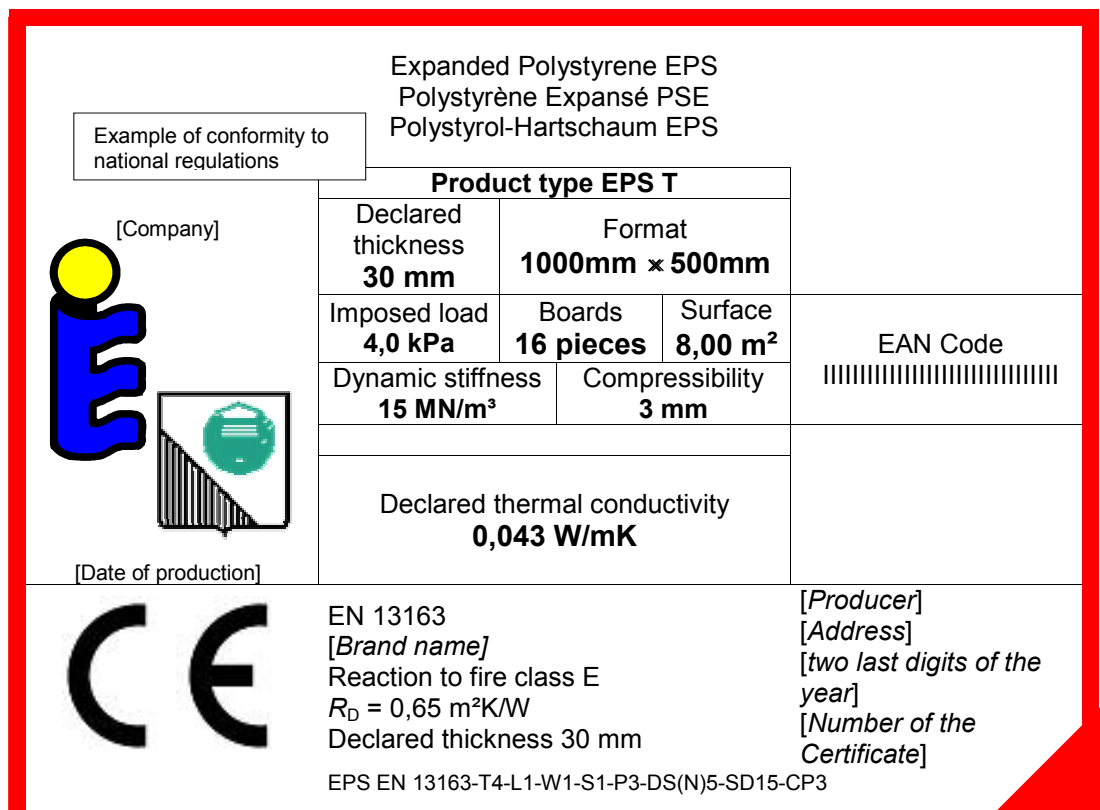 Expanded Polystyrene EPS
Polystyrène Expansé PSE
Polystyrol-Hartschaum EPS
Example of conformity to
national regulations
[Company]
Product type EPS T
Declared
thickness
30 mm
Format
1000mm × 500mm
Imposed load
4,0 kPa
Boards
16 pieces
Surface
8,00 m²
EAN Code
Dynamic stiffness
15 MN/m³
Compressibility
3 mm
Declared thermal conductivity
0,043 W/mK
[Date of production]
CE
EN 13163
[Brand name]
Reaction to fire class E
R_D = 0,65 m²K/W
Declared thickness 30 mm
EPS EN 13163-T4-L1-W1-S1-P3-DS(N)5-SD15-CP3
[Producer]
[Address]
[two last digits of the
year]
[Number of the
Certificate]